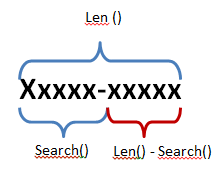 Len ()
Xxxxx-xxxxx
Search()
Len() - Search()